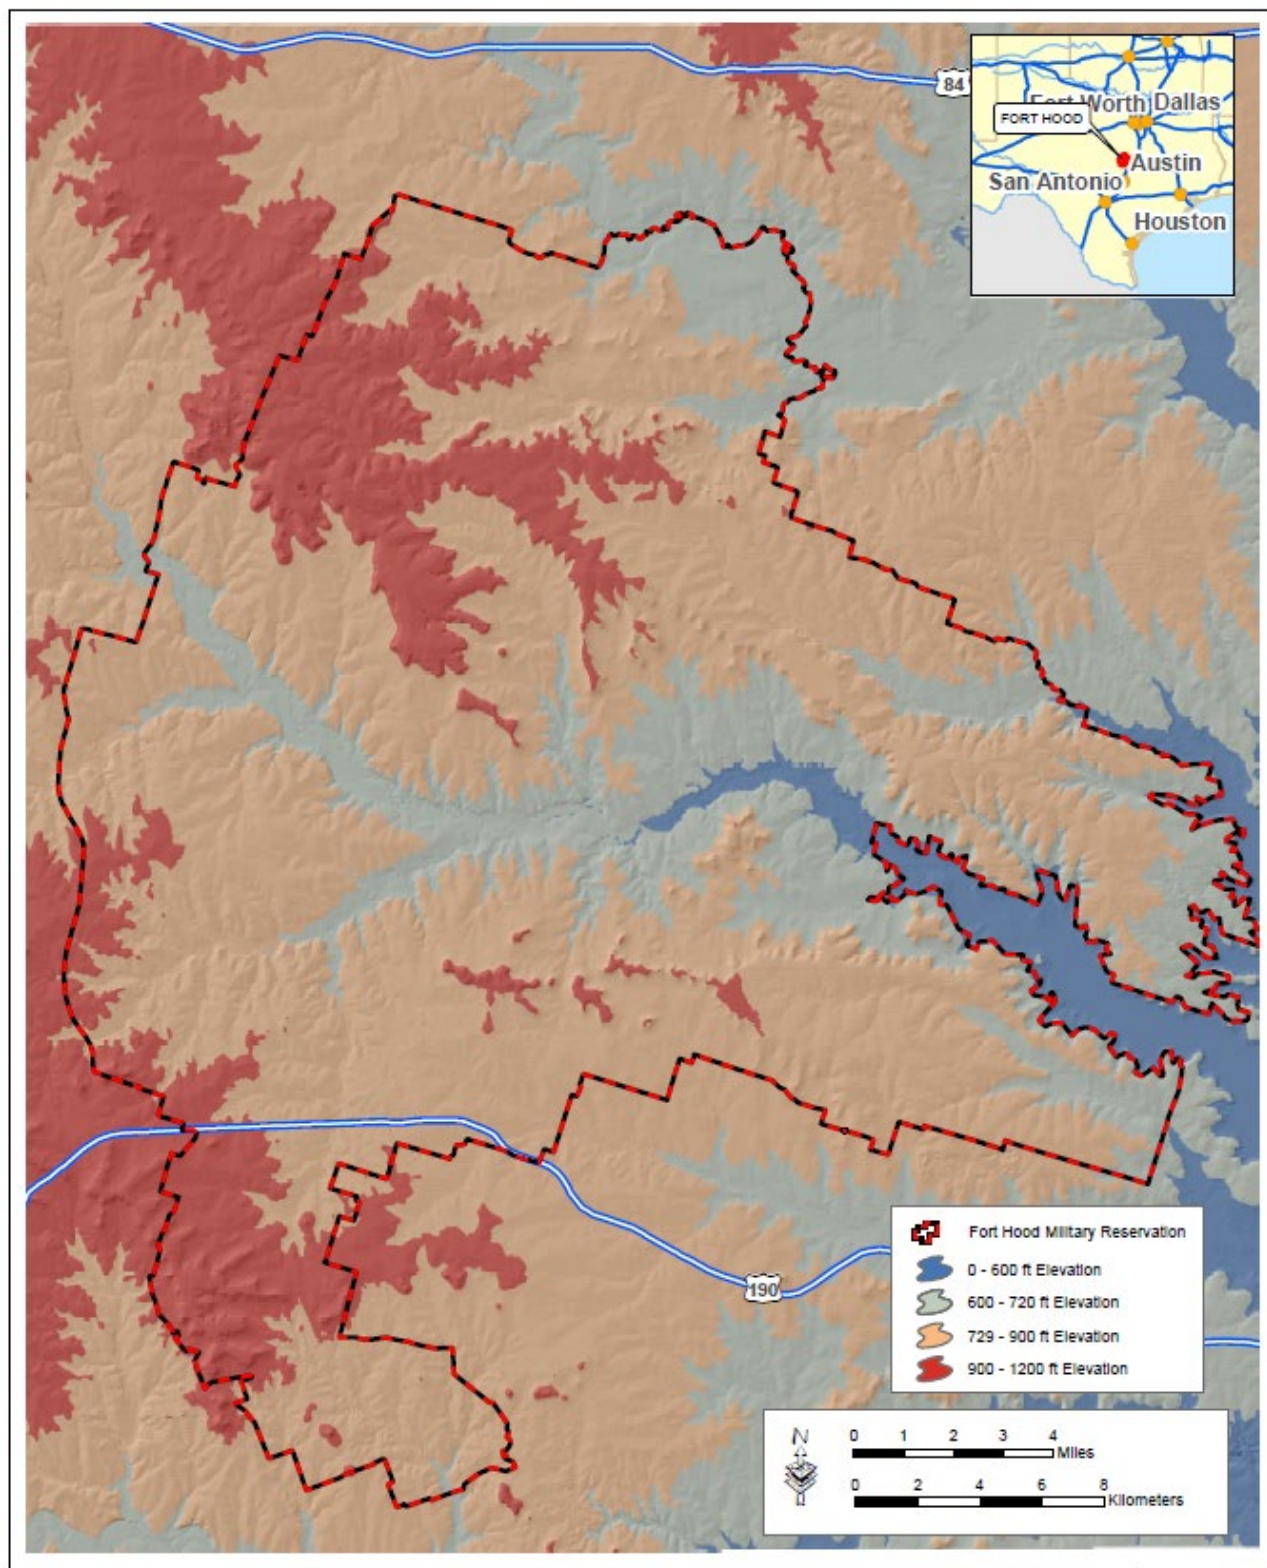 84
Fort Worth Dallas
FORT HOOD
Austin
San Antonio
Houston
190
Fort Hood Military Reservation
0 - 600 ft Elevation
600 - 720 ft Elevation
729 - 900 ft Elevation
900 - 1200 ft Elevation
N
0 1 2 3 4
Miles
0 2 4 6 8
Kilometers